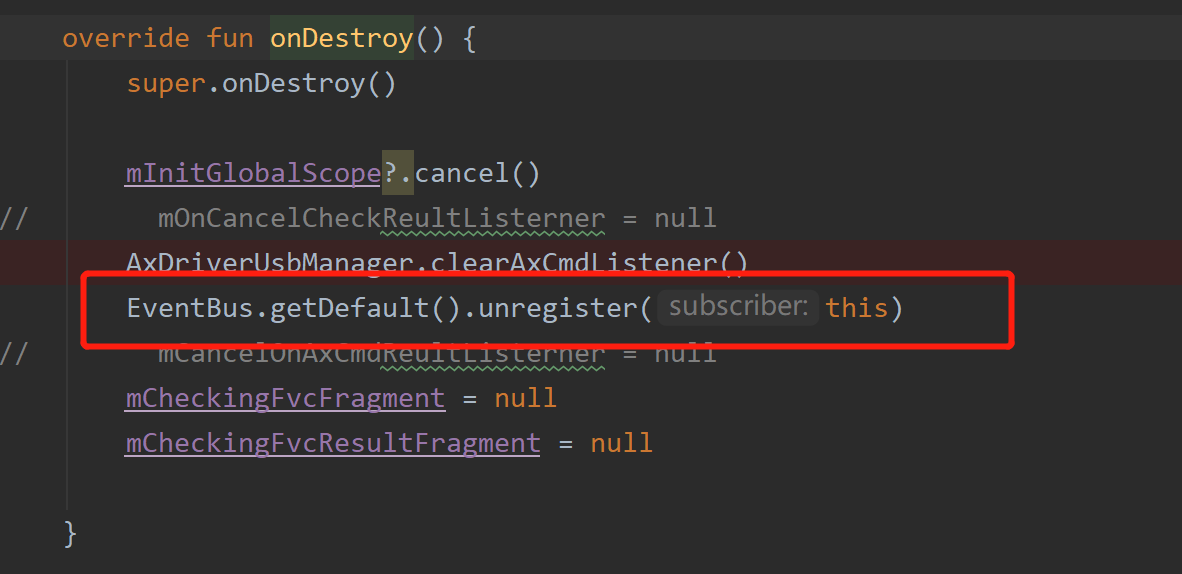 override fun onDestroy() {
super.onDestroy()
mInitGlobalScope?.cancel()
// mOnCancelCheckReultListerner = null
AxDriverUsbManager.clearAxCmdListener()
EventBus.getDefault().unregister( subscriber: this)
// mCancelOnAxCmdReultListerner = null
mCheckingFvcFragment = null
mCheckingFvcResultFragment = null
}